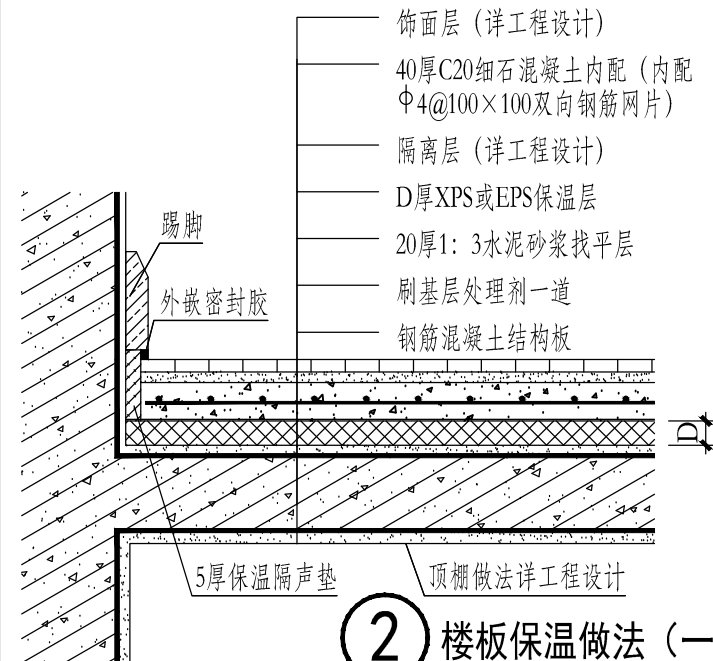 饰面层（详工程设计）
40厚C20细石混凝土内配（内配
ф4@100×100双向钢筋网片）
隔离层（详工程设计）
D厚XPS或EPS保温层
20厚1：3水泥砂浆找平层
刷基层处理剂一道
钢筋混凝土结构板
踢脚
外嵌密封胶
D
5厚保温隔声垫
顶棚做法详工程设计
2 楼板保温做法（一